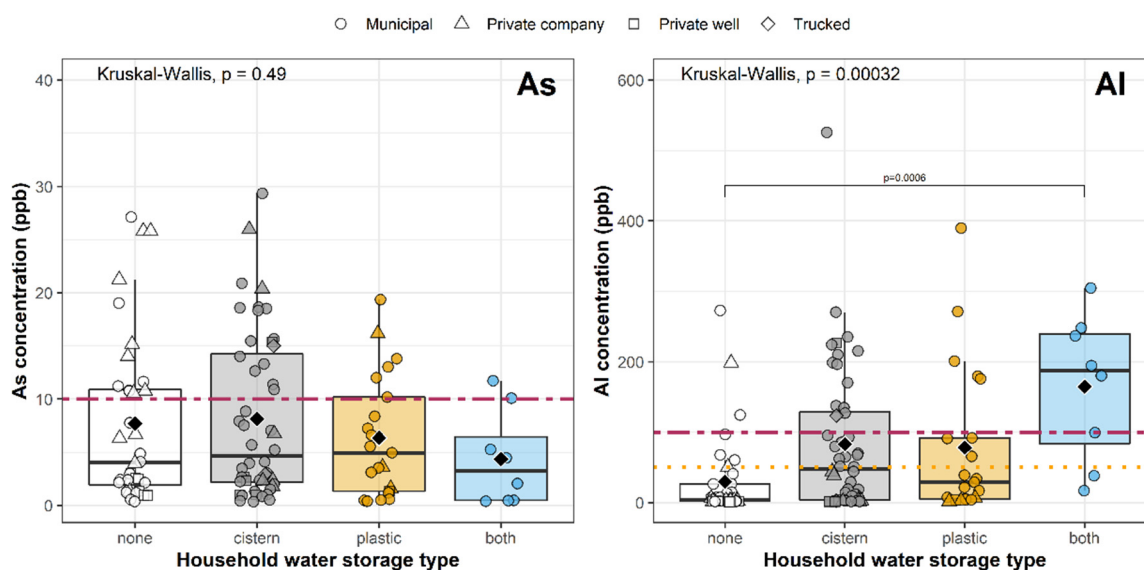 Municipal Private company Private well Trucked
Kruskal-Wallis, p = 0.49
As
40
30
20
10
0
As concentration (ppb)
none cistern plastic both
Household water storage type
Kruskal-Wallis, p = 0.00032
Al
600
400
200
0
Al concentration (ppb)
p=0.0006
none cistern plastic both
Household water storage type